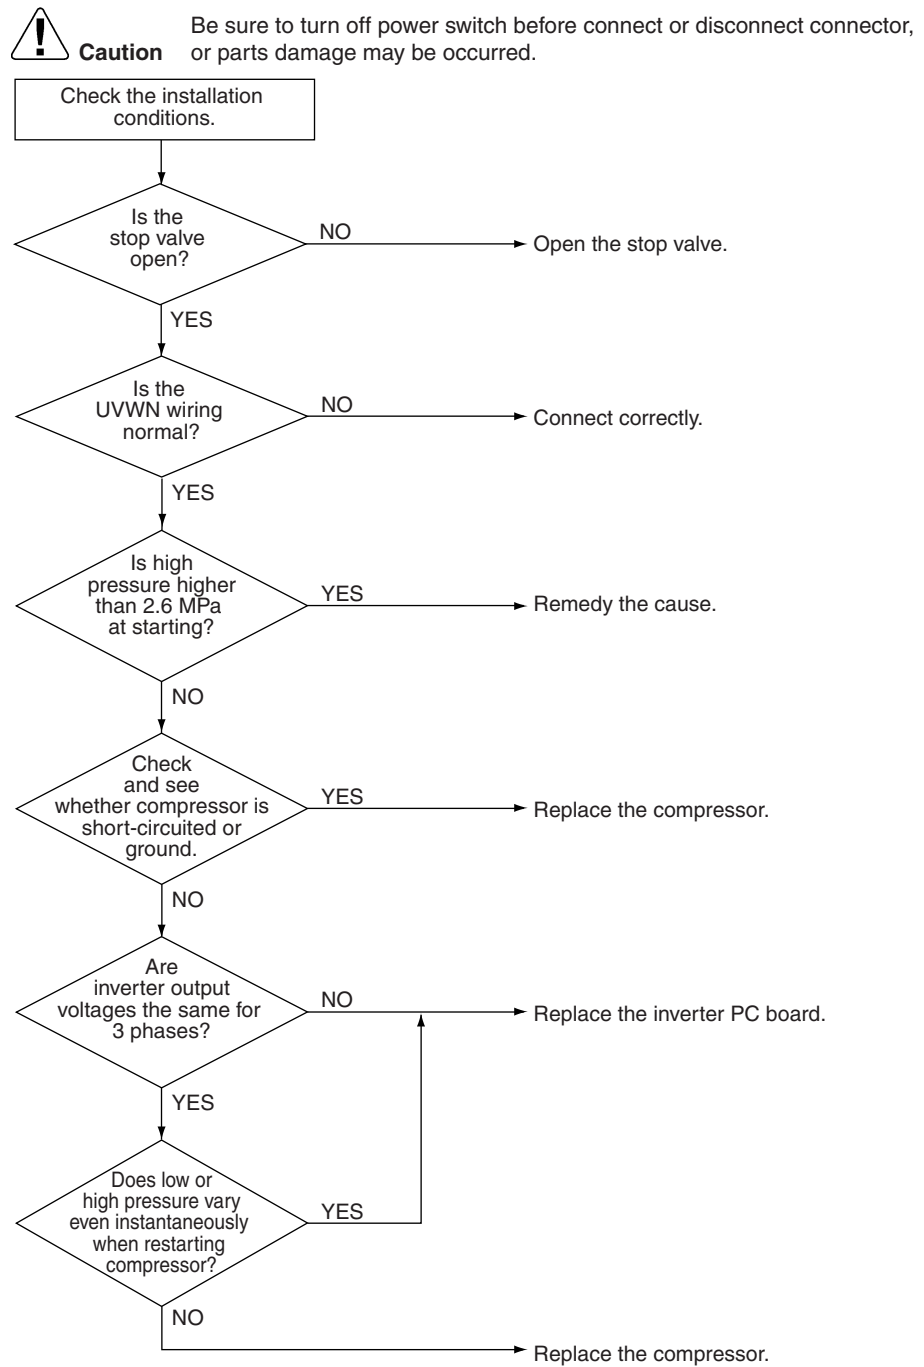 Be sure to turn off power switch before connect or disconnect connector,
Caution or parts damage may be occurred.
Check the installation
conditions.
Is the
stop valve
open?
NO
Open the stop valve.
YES
Is the
UVWN wiring
normal?
NO
Connect correctly.
YES
Is high
pressure higher
than 2.6 MPa
at starting?
YES
Remedy the cause.
NO
Check
and see
whether compressor is
short-circuited or
ground.
YES
Replace the compressor.
NO
Are
inverter output
voltages the same for
3 phases?
NO
Replace the inverter PC board.
YES
Does low or
high pressure vary
even instantaneously
when restarting
compressor?
YES
NO
Replace the compressor.